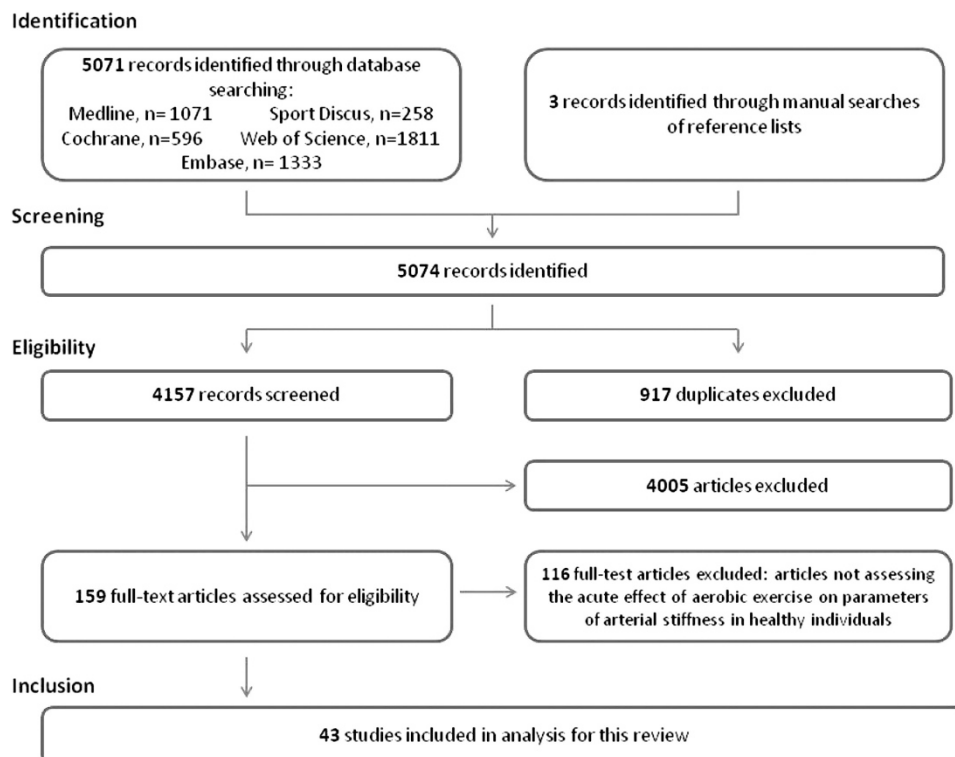 Identification
5071 records identified through database
searching:
Medline, n= 1071 Sport Discus, n=258
Cochrane, n=596 Web of Science, n=1811
Embase, n= 1333
3 records identified through manual searches
of reference lists
Screening
5074 records identified
Eligibility
4157 records screened
917 duplicates excluded
4005 articles excluded
159 full-text articles assessed for eligibility
116 full-test articles excluded: articles not assessing
the acute effect of aerobic exercise on parameters
of arterial stiffness in healthy individuals
Inclusion
43 studies included in analysis for this review